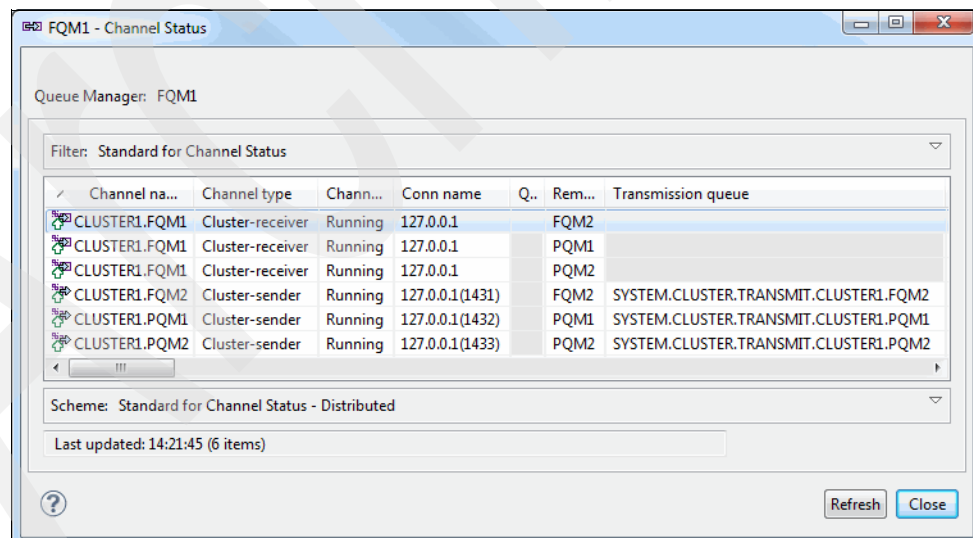 FQM1 - Channel Status
Queue Manager: FQM1
Filter: Standard for Channel Status
Channel na... Channel type Chann... Conn name Q.. Rem... Transmission queue
CLUSTER1.FQM1 Cluster-receiver Running 127.0.0.1 FQM2
CLUSTER1.FQM1 Cluster-receiver Running 127.0.0.1 PQM1
CLUSTER1.FQM1 Cluster-receiver Running 127.0.0.1 PQM2
CLUSTER1.FQM2 Cluster-sender Running 127.0.0.1(1431) FQM2 SYSTEM.CLUSTER.TRANSMIT.CLUSTER1.FQM2
CLUSTER1.PQM1 Cluster-sender Running 127.0.0.1(1432) PQM1 SYSTEM.CLUSTER.TRANSMIT.CLUSTER1.PQM1
CLUSTER1.PQM2 Cluster-sender Running 127.0.0.1(1433) PQM2 SYSTEM.CLUSTER.TRANSMIT.CLUSTER1.PQM2
Scheme: Standard for Channel Status - Distributed
Last updated: 14:21:45 (6 items)
? Refresh Close